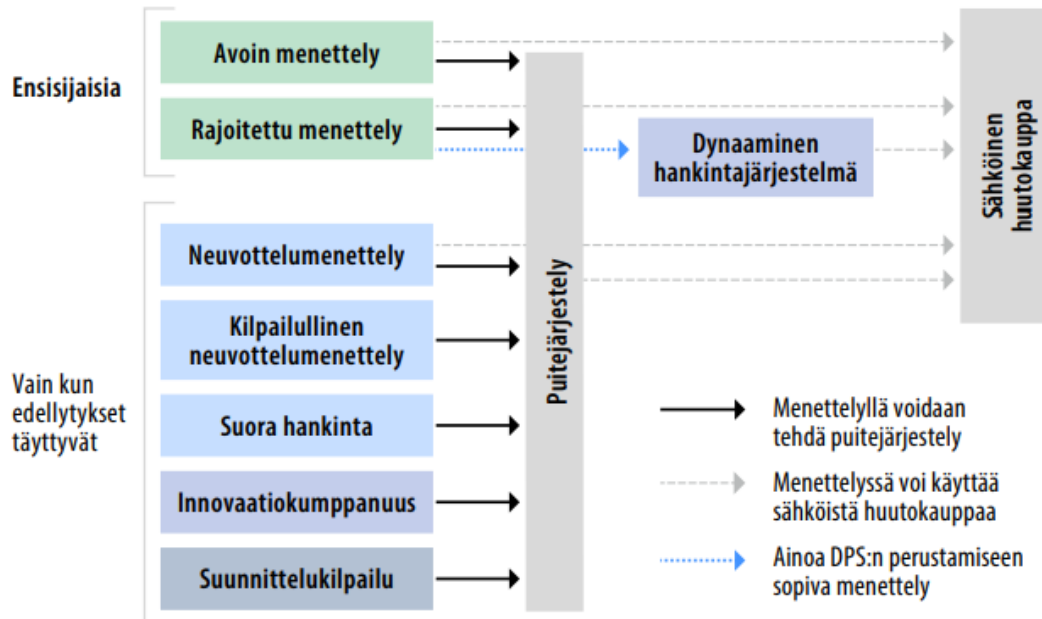 Ensisijaisia
Avoin menettely
Rajoitettu menettely
Dynaaminen
hankintajärjestelmä
Sähköinen
huutokauppa
Vain kun
edellytykset
täyttyvät
Neuvottelumenettely
Kilpailullinen
neuvottelumenettely
Suora hankinta
Innovaatiokumppanuus
Suunnittelukilpailu
Puitejärjestely
Menettelyllä voidaan
tehdä puitejärjestely
Menettelyssä voi käyttää
sähköistä huutokauppaa
Ainoa DPS:n perustamiseen
sopiva menettely